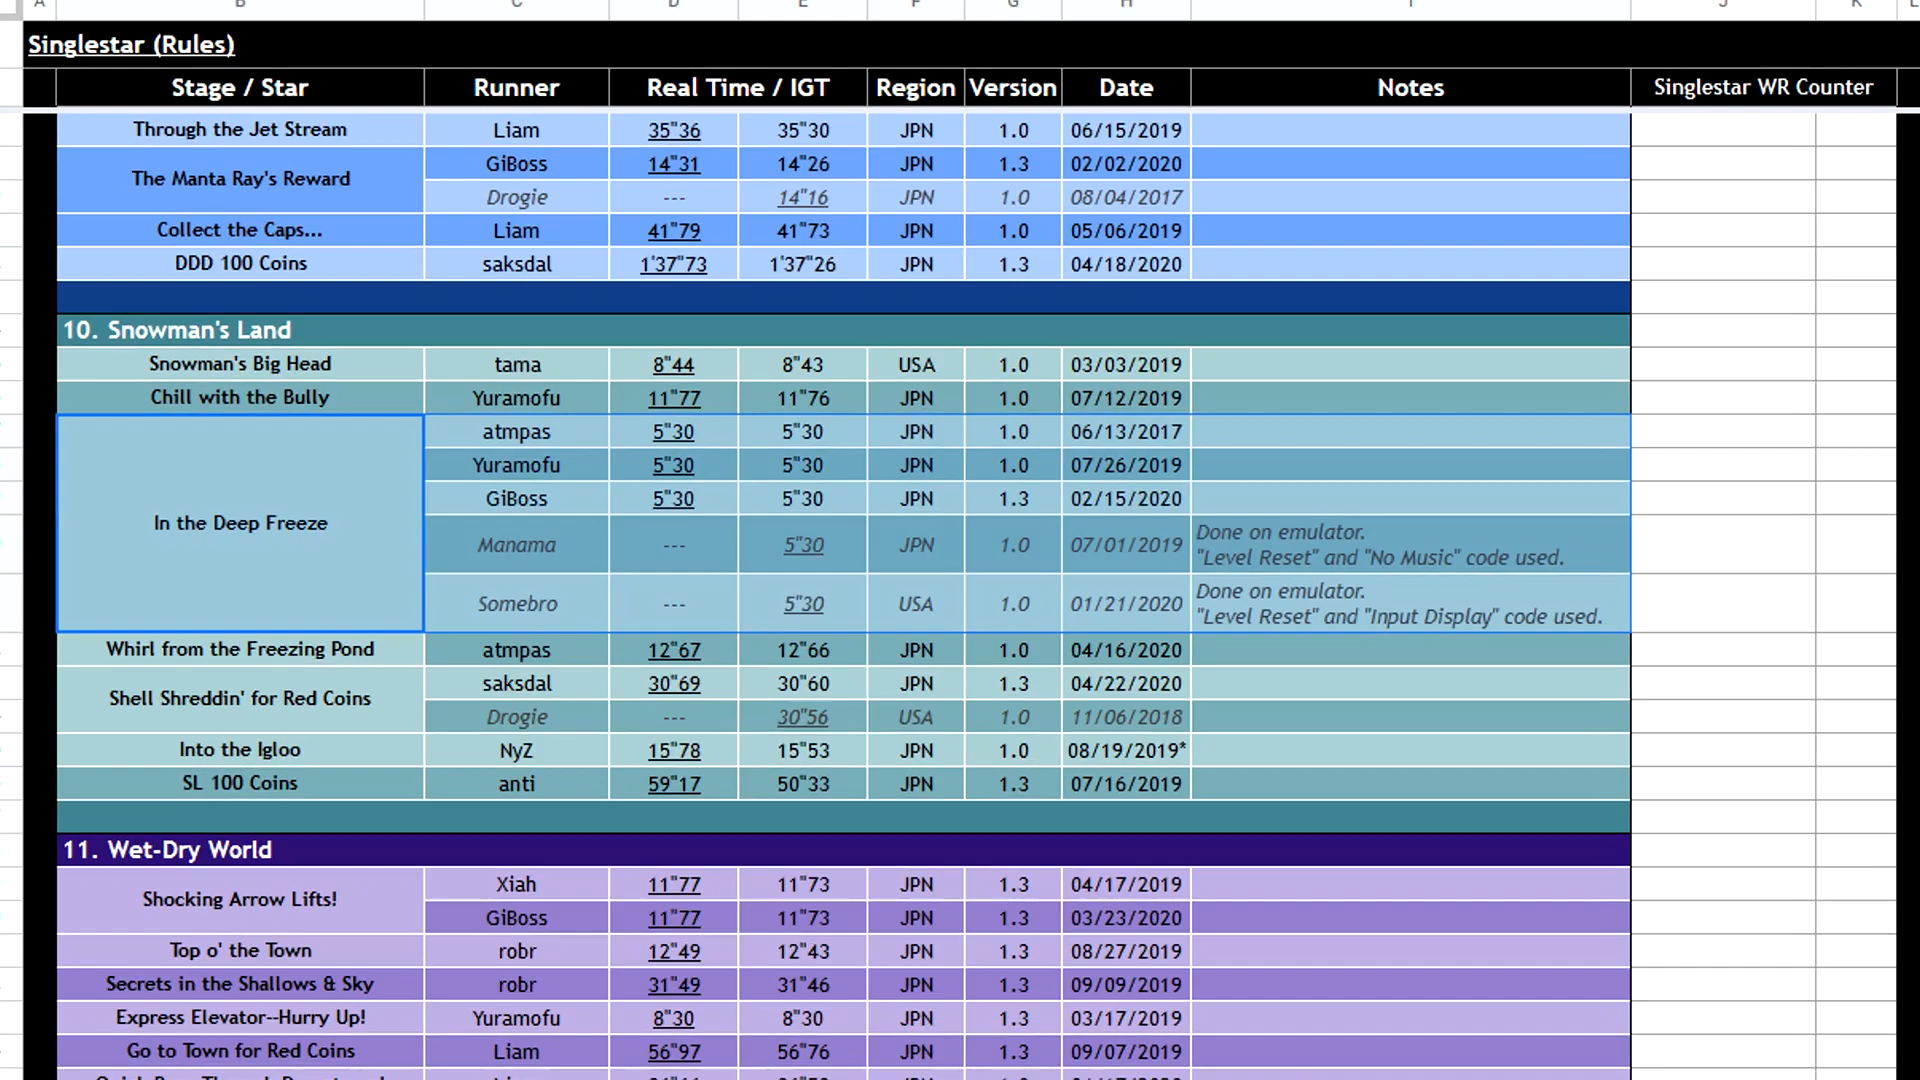 Singlestar (Rules)
Stage / Star Runner Real Time / IGT Region Version Date Notes Singlestar WR Counter
Through the Jet Stream Liam 35"36 35"30 JPN 1.0 06/15/2019
The Manta Ray's Reward GiBoss 14"31 14"26 JPN 1.3 02/02/2020
Drogie --- 14"16 JPN 1.0 08/04/2017
Collect the Caps... Liam 41"79 41"73 JPN 1.0 05/06/2019
DDD 100 Coins saksdal 1'37"73 1'37"26 JPN 1.3 04/18/2020
10. Snowman's Land
Snowman's Big Head tama 8"44 8"43 USA 1.0 03/03/2019
Chill with the Bully Yuramofu 11"77 11"76 JPN 1.0 07/12/2019
In the Deep Freeze atmpas 5"30 5"30 JPN 1.0 06/13/2017
Yuramofu 5"30 5"30 JPN 1.0 07/26/2019
GiBoss 5"30 5"30 JPN 1.3 02/15/2020
Manama --- 5"30 JPN 1.0 07/01/2019 Done on emulator.
"Level Reset" and "No Music" code used.
Somebro --- 5"30 USA 1.0 01/21/2020 Done on emulator.
"Level Reset" and "Input Display" code used.
Whirl from the Freezing Pond atmpas 12"67 12"66 JPN 1.0 04/16/2020
Shell Shreddin' for Red Coins saksdal 30"69 30"60 JPN 1.3 04/22/2020
Drogie --- 30"56 USA 1.0 11/06/2018
Into the Igloo NyZ 15"78 15"53 JPN 1.0 08/19/2019*
SL 100 Coins anti 59"17 50"33 JPN 1.3 07/16/2019
11. Wet-Dry World
Shocking Arrow Lifts! Xiah 11"77 11"73 JPN 1.3 04/17/2019
GiBoss 11"77 11"73 JPN 1.3 03/23/2020
Top o' the Town robr 12"49 12"43 JPN 1.3 08/27/2019
Secrets in the Shallows & Sky robr 31"49 31"46 JPN 1.3 09/09/2019
Express Elevator--Hurry Up! Yuramofu 8"30 8"30 JPN 1.3 03/17/2019
Go to Town for Red Coins Liam 56"97 56"76 JPN 1.3 09/07/2019